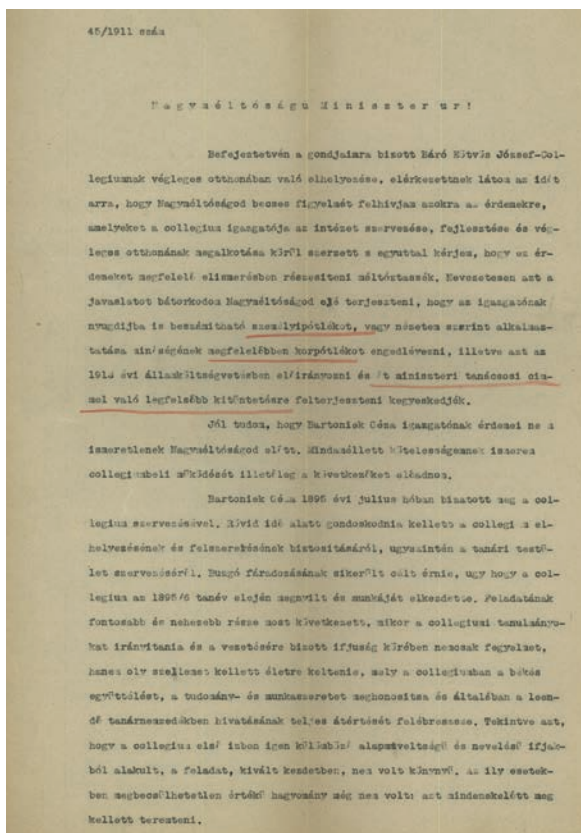 45/1911 szám
Nagyméltóságu Minister ur!
Befejeztetvén a gondjaimra bizott Báró Eötvös József-Col-
legiumnak végleges otthonában való elhelyezése, elérkezettnek látom az időt
arra, hogy Nagyméltóságod becses figyelmét felhivjam azokra az érdemekre,
amelyeket a collegium igazgatója az intézet szervezése, fejlesztése és vég-
leges otthonának megalkotása körül szerzett s egyuttal kérjem, hogy ez ér-
demeket megfelelő elismerésben részesiteni méltóztassék. Nevezetesen azt a
javaslatot bátorkodom Nagyméltóságod elé terjeszteni, hogy az igazgatónak
nyugdijba is beszámitható személyipótlékot, vagy nézetem szerint alkalmaz-
tatása minőségének megfelelőbben korpótlékot engedélyezni, illetve azt az
évi államköltségvetésben előirányozni és őt miniszteri tanácsosi cim-
mel való legfelsőbb kitüntetésre felterjeszteni kegyeskedjék.
Jól tudom, hogy Bartoniek Géza igazgatónak érdemei nem
ismeretlenek Nagyméltóságod előtt. Mindazonáltal kötelességemnek ismerem
collegiumbeli működését illetőleg a következőket előadnom.
Bartoniek Géza 1895 évi julius hóban bizatott meg a col-
legium szervezésével. Rövid idő alatt gondoskodnia kellett a collegium el-
helyezésének és felszerelésének biztositásáról, ugyszintén a tanári testü-
let szervezéséről. Buzgó fáradozásának sikerült célt érnie, ugy hogy a col-
legium az 1895/6 tanév elején megnyilt és munkáját elkezdette. Feladatának
fontosabb és nehezebb része most következett, mikor a collegiumi tanulmányo-
kat irányitania és a vezetésére bizott ifjuság körében nemcsak fegyelmet,
hanem oly szellemet kellett életre keltenie, mely a collegiumban a békés
együttélést, a tudomány- és munkaszeretet meghonositsa és általában a leen-
dő tanárnemzedékben hivatásának teljes átértését felébressze. Tekintve azt,
hogy a collegium első izben igen különböző alapmüveltségü és nevelésü ifjak-
ból alakult, a feladat, kivált kezdetben, nem volt könnyü. Az ily esetek-
ben megbecsülhetetlen értékü hagyomány még nem volt: azt mindenekelőtt meg
kellett teremteni.